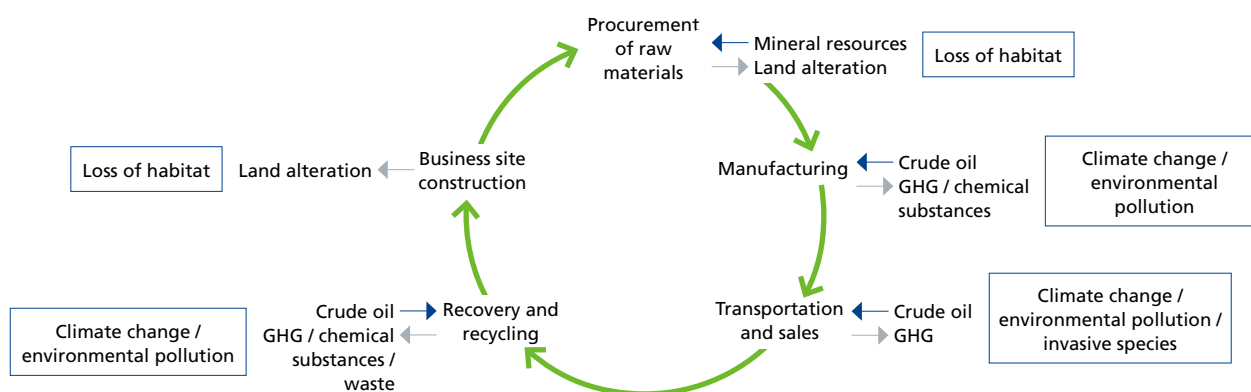 Procurement
of raw
materials
Mineral resources
Land alteration
Loss of habitat
Manufacturing
Crude oil
GHG / chemical
substances
Climate change /
environmental
pollution
Transportation
and sales
Crude oil
GHG
Climate change /
environmental pollution /
invasive species
Recovery and
recycling
Crude oil
GHG / chemical
substances /
waste
Climate change /
environmental pollution
Business site
construction
Land alteration
Loss of habitat